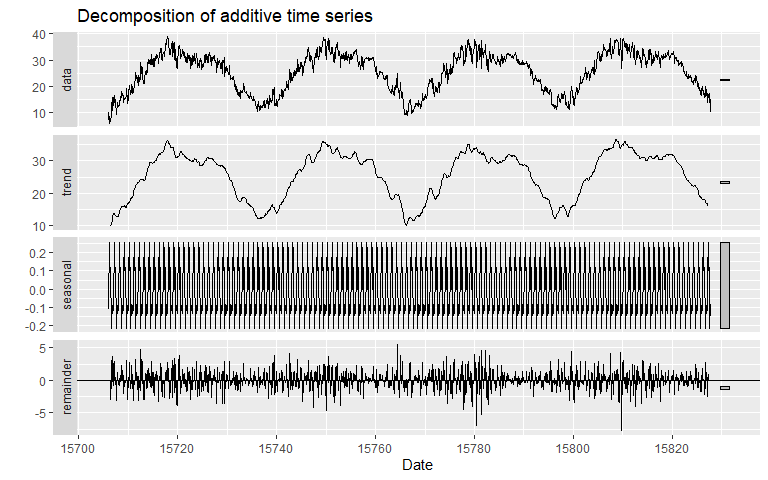 Decomposition of additive time series
40
30
20
10
data
30
20
10
trend
0.2
0.1
0.0
-0.1
-0.2
seasonal
5
0
-5
remainder
15700 15720 15740 15760 15780 15800 15820
Date